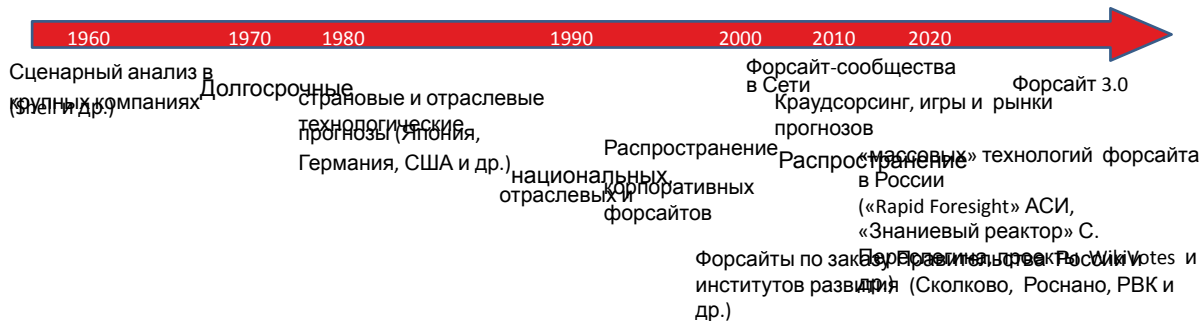 1960 1970 1980 1990 2000 2010 2020
Сценарный анализ в
крупных компаниях
(Shell и др.)
Долгосрочные
страновые и отраслевые
технологические
прогнозы (Япония,
Германия, США и др.)
Распространение
национальных,
отраслевых и
корпоративных
форсайтов
Форсайт-сообщества
в Сети
Форсайт 3.0
Краудсорсинг, игры и рынки
прогнозов
Распространение
«массовых» технологий форсайта
в России
(«Rapid Foresight» АСИ,
«Знаниевый реактор» С.
Переслегина, проекты WikiVotes и
др.)
Форсайты по заказу Правительства России и
институтов развития (Сколково, Роснано, РВК и
др.)